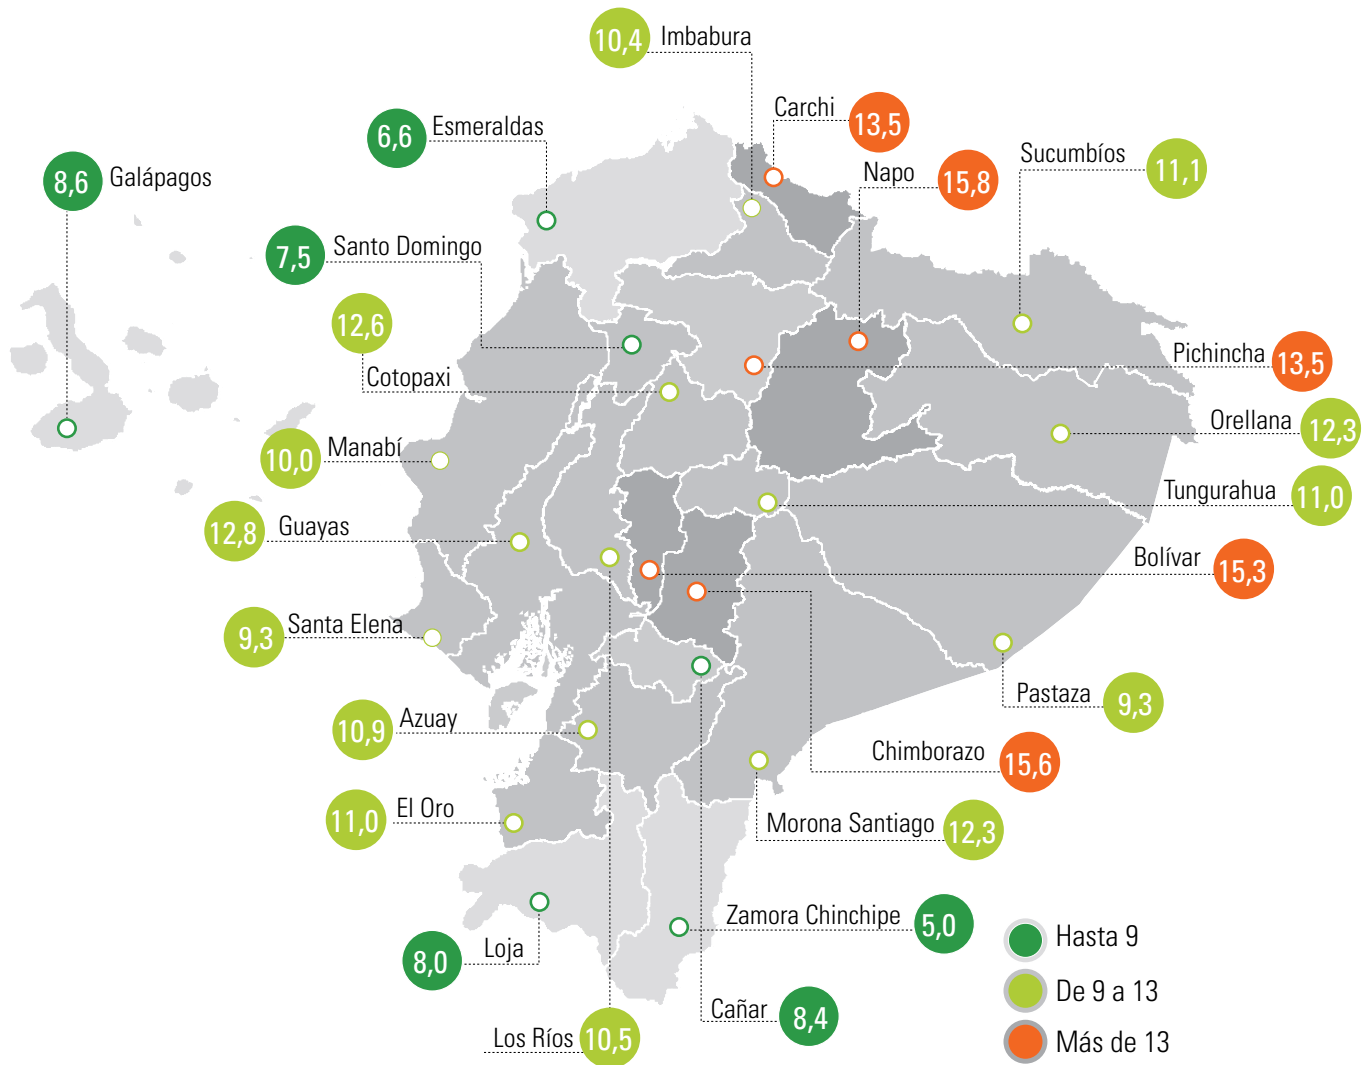 10,4 Imbabura
Carchi 13,5
6,6 Esmeraldas
Sucumbíos 11,1
Napo 15,8
8,6 Galápagos
7,5 Santo Domingo
12,6
Cotopaxi
Pichincha 13,5
Orellana 12,3
10,0 Manabí
Tungurahua 11,0
12,8 Guayas
Bolívar 15,3
9,3 Santa Elena
Pastaza 9,3
10,9 Azuay
Chimborazo 15,6
11,0 El Oro
Morona Santiago 12,3
Zamora Chinchipe 5,0
8,0 Loja
Cañar 8,4
Los Ríos 10,5
Hasta 9
De 9 a 13
Más de 13